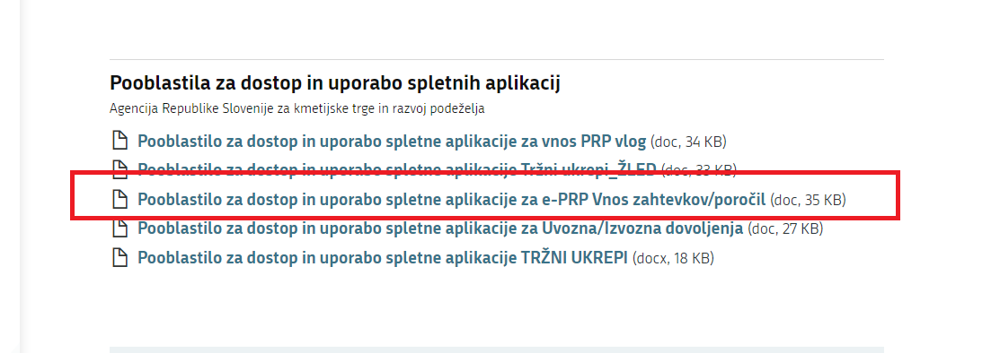 Pooblastila za dostop in uporabo spletnih aplikacij
Agencija Republike Slovenije za kmetijske trge in razvoj podeželja
Pooblastilo za dostop in uporabo spletne aplikacije za vnos PRP vlog (doc, 34 KB)
Pooblastilo za dostop in uporabo spletne aplikacije Tržni ukrepi_ŽLED (doc, 33 KB)
Pooblastilo za dostop in uporabo spletne aplikacije za e-PRP Vnos zahtevkov/poročil (doc, 35 KB)
Pooblastilo za dostop in uporabo spletne aplikacije za Uvozna/Izvozna dovoljenja (doc, 27 KB)
Pooblastilo za dostop in uporabo spletne aplikacije TRŽNI UKREPI (docx, 18 KB)